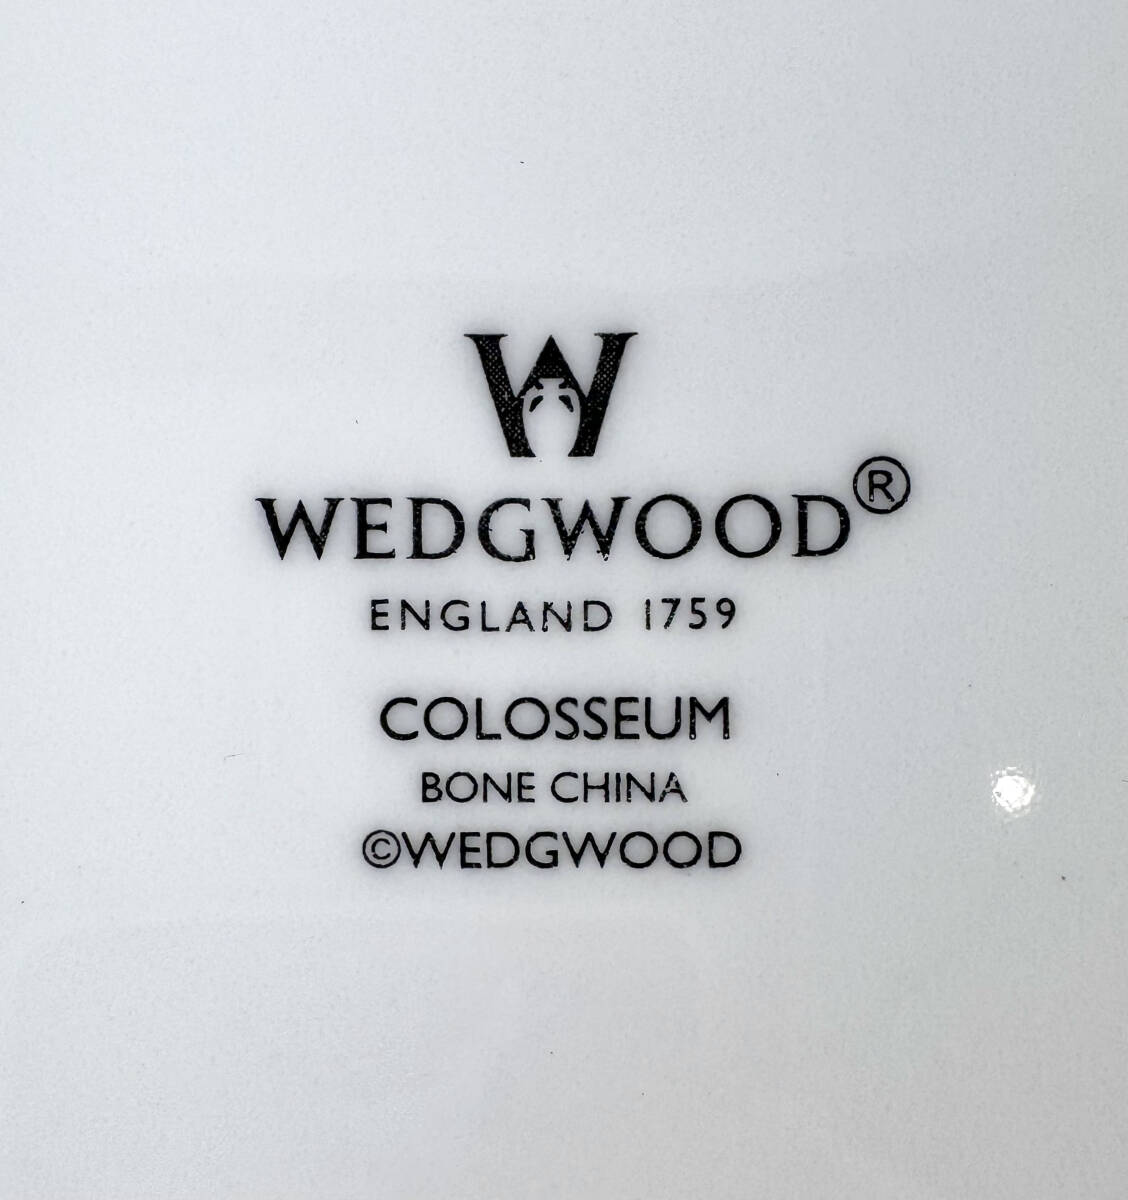 W
WEDGWOOD®
ENGLAND 1759
COLOSSEUM
BONE CHINA
©WEDGWOOD